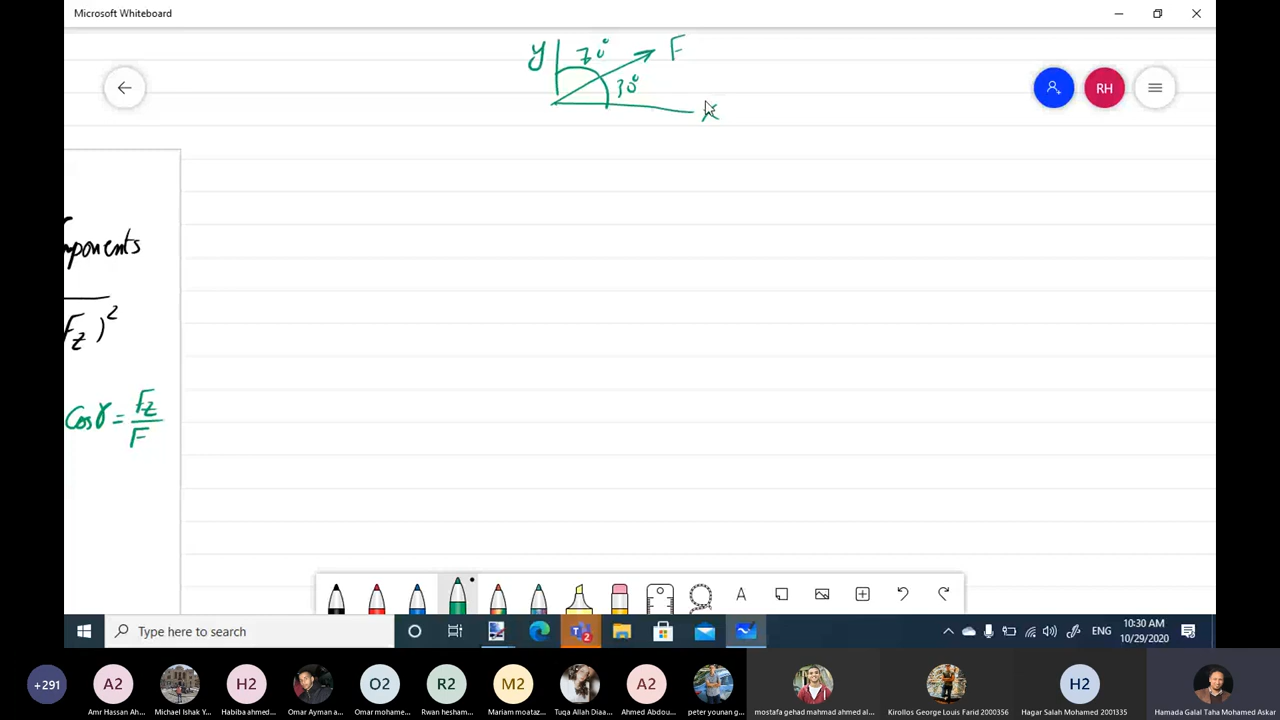 Microsoft Whiteboard
y
F
30°
x
RH
mponents
Fz)²
Cosγ = Fz/F
A
Type here to search
2
ENG
10:30 AM
10/29/2020
+291
A2
H2
O2
R2
M2
A2
H2
Amr Hassan Ah...
Michael Ishak Y...
Habiba ahmed...
Omar Ayman a...
Omar mohame...
Rwan hesham...
Mariam moataz...
Tuqa Allah Diaa...
Ahmed Abdou...
peter younan g...
mostafa gehad mahmad ahmed al...
Kirollos George Louis Farid 2000356
Hagar Salah Mohamed 2001335
Hamada Galal Taha Mohamed Askar